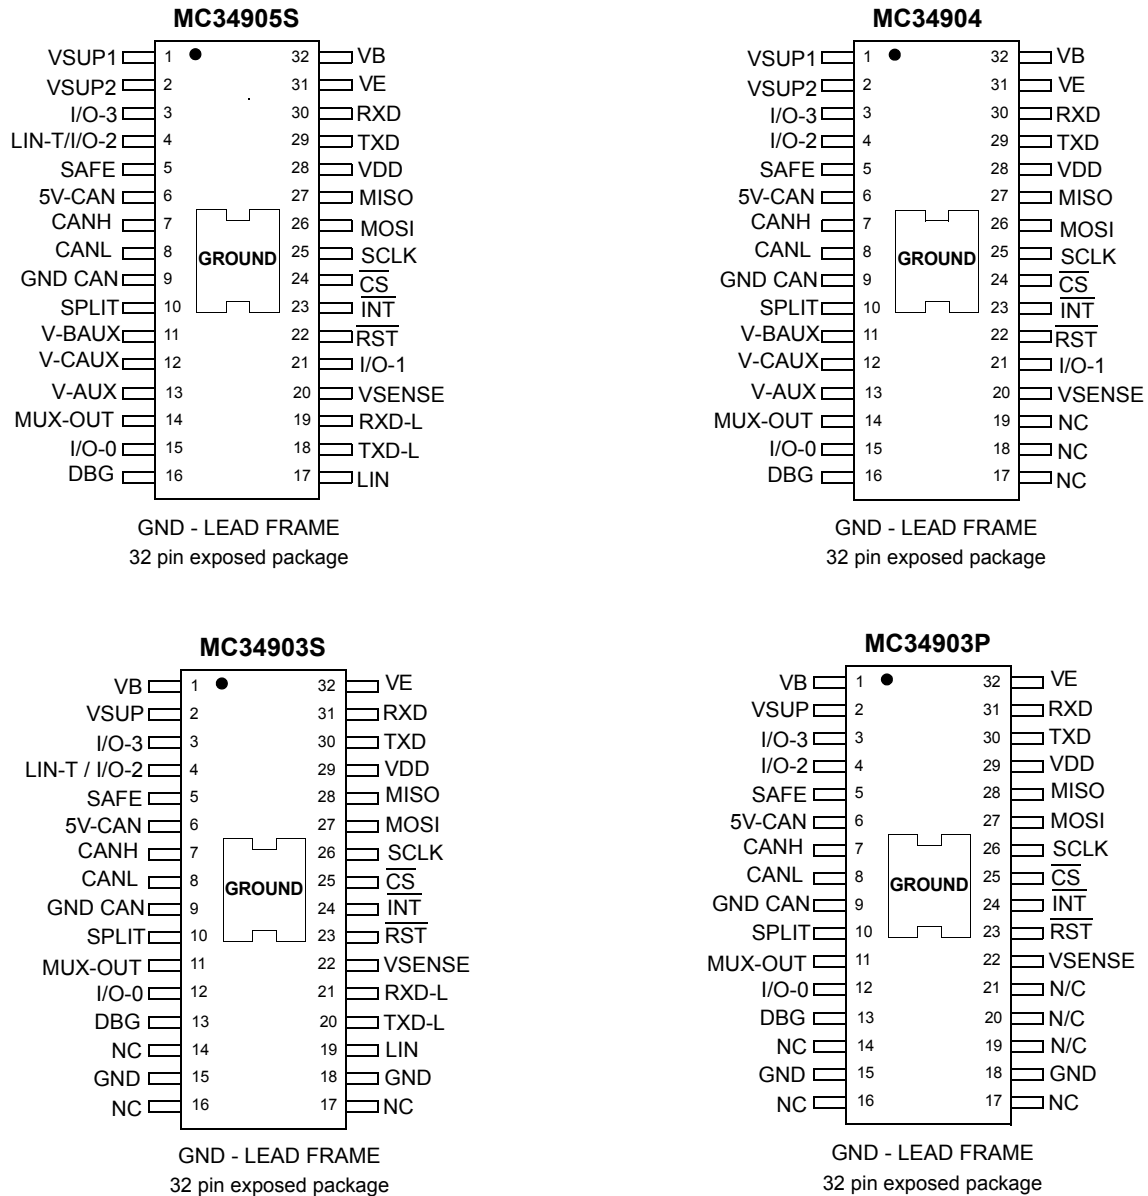 MC34905S
VSUP1 1 32 VB
VSUP2 2 31 VE
I/O-3 3 30 RXD
LIN-T/I/O-2 4 29 TXD
SAFE 5 28 VDD
5V-CAN 6 27 MISO
CANH 7 26 MOSI
CANL 8 25 SCLK
GROUND
GND CAN 9 24 CS
SPLIT 10 23 INT
V-BAUX 11 22 RST
V-CAUX 12 21 I/O-1
V-AUX 13 20 VSENSE
MUX-OUT 14 19 RXD-L
I/O-0 15 18 TXD-L
DBG 16 17 LIN
GND - LEAD FRAME
32 pin exposed package
MC34904
VSUP1 1 32 VB
VSUP2 2 31 VE
I/O-3 3 30 RXD
I/O-2 4 29 TXD
SAFE 5 28 VDD
5V-CAN 6 27 MISO
CANH 7 26 MOSI
CANL 8 25 SCLK
GROUND
GND CAN 9 24 CS
SPLIT 10 23 INT
V-BAUX 11 22 RST
V-CAUX 12 21 I/O-1
V-AUX 13 20 VSENSE
MUX-OUT 14 19 NC
I/O-0 15 18 NC
DBG 16 17 NC
GND - LEAD FRAME
32 pin exposed package
MC34903S
VB 1 32 VE
VSUP 2 31 RXD
I/O-3 3 30 TXD
LIN-T / I/O-2 4 29 VDD
SAFE 5 28 MISO
5V-CAN 6 27 MOSI
CANH 7 26 SCLK
CANL 8 25 CS
GROUND
GND CAN 9 24 INT
SPLIT 10 23 RST
MUX-OUT 11 22 VSENSE
I/O-0 12 21 RXD-L
DBG 13 20 TXD-L
NC 14 19 LIN
GND 15 18 GND
NC 16 17 NC
GND - LEAD FRAME
32 pin exposed package
MC34903P
VB 1 32 VE
VSUP 2 31 RXD
I/O-3 3 30 TXD
I/O-2 4 29 VDD
SAFE 5 28 MISO
5V-CAN 6 27 MOSI
CANH 7 26 SCLK
CANL 8 25 CS
GROUND
GND CAN 9 24 INT
SPLIT 10 23 RST
MUX-OUT 11 22 VSENSE
I/O-0 12 21 N/C
DBG 13 20 N/C
NC 14 19 N/C
GND 15 18 GND
NC 16 17 NC
GND - LEAD FRAME
32 pin exposed package